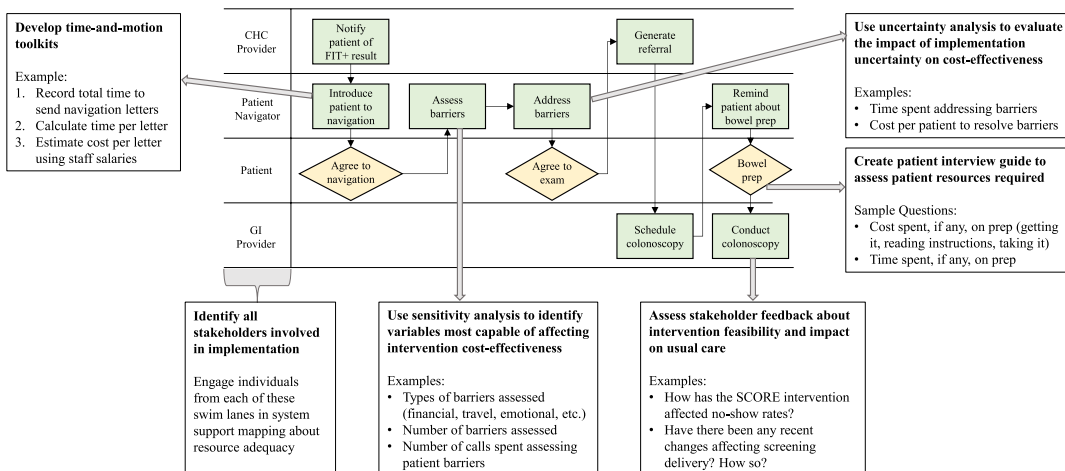 Develop time-and-motion
toolkits
Example:
1. Record total time to
send navigation letters
2. Calculate time per letter
3. Estimate cost per letter
using staff salaries
CHC
Provider
Notify
patient of
FIT+ result
Generate
referral
Patient
Navigator
Introduce
patient to
navigation
Assess
barriers
Address
barriers
Remind
patient about
bowel prep
Patient
Agree to
navigation
Agree to
exam
Bowel
prep
GI
Provider
Schedule
colonoscopy
Conduct
colonoscopy
Use uncertainty analysis to evaluate
the impact of implementation
uncertainty on cost-effectiveness
Examples:
• Time spent addressing barriers
• Cost per patient to resolve barriers
Create patient interview guide to
assess patient resources required
Sample Questions:
• Cost spent, if any, on prep (getting
it, reading instructions, taking it)
• Time spent, if any, on prep
Identify all
stakeholders involved
in implementation
Engage individuals
from each of these
swim lanes in system
support mapping about
resource adequacy
Use sensitivity analysis to identify
variables most capable of affecting
intervention cost-effectiveness
Examples:
• Types of barriers assessed
(financial, travel, emotional, etc.)
• Number of barriers assessed
• Number of calls spent assessing
patient barriers
Assess stakeholder feedback about
intervention feasibility and impact
on usual care
Examples:
• How has the SCORE intervention
affected no-show rates?
• Have there been any recent
changes affecting screening
delivery? How so?